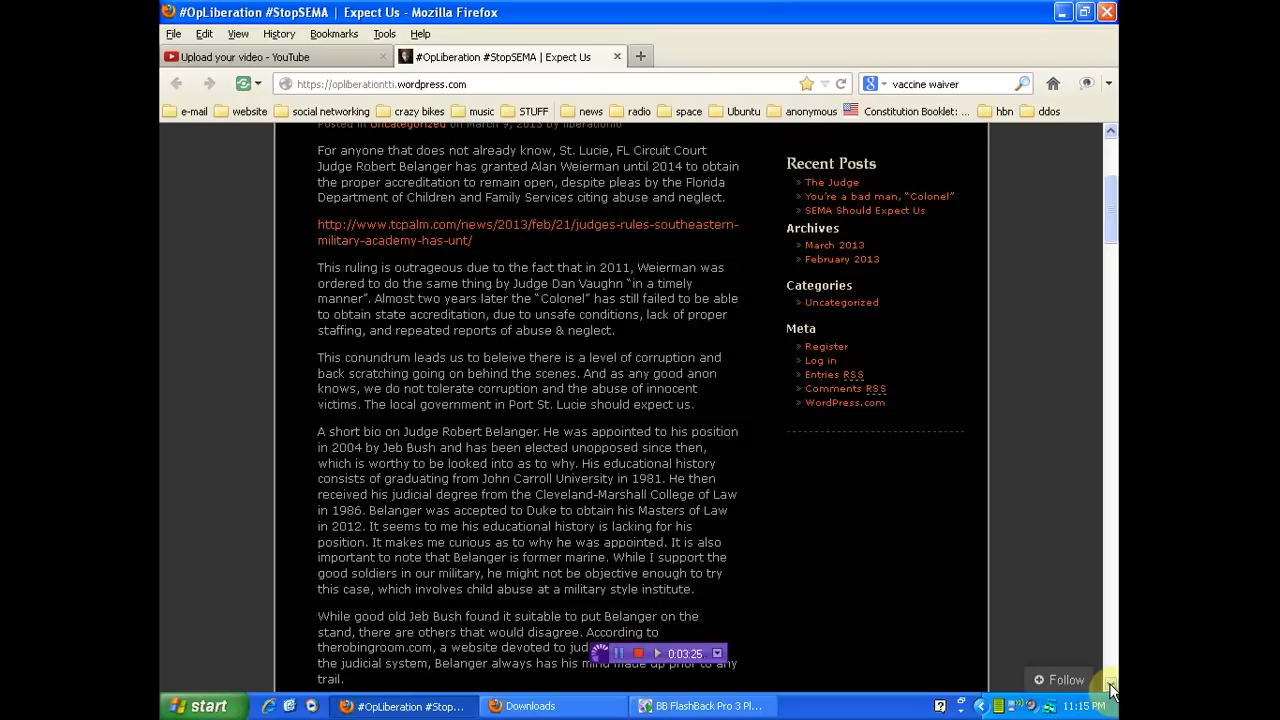 #OpLiberation #StopSEMA | Expect Us - Mozilla Firefox
File Edit View History Bookmarks Tools Help
Upload your video - YouTube
#OpLiberation #StopSEMA | Expect Us
https://opliberationtti.wordpress.com
vaccine waiver
e-mail website social networking crazy bikes music STUFF news radio space Ubuntu anonymous Constitution Booklet: ... hbn ddos
Posted in Uncategorized on March 9, 2013 by liberationfo
For anyone that does not already know, St. Lucie, FL Circuit Court
Judge Robert Belanger has granted Alan Weierman until 2014 to obtain
the proper accreditation to remain open, despite pleas by the Florida
Department of Children and Family Services citing abuse and neglect.
http://www.tcpalm.com/news/2013/feb/21/judges-rules-southeastern-
military-academy-has-unt/
This ruling is outrageous due to the fact that in 2011, Weierman was
ordered to do the same thing by Judge Dan Vaughn "in a timely
manner". Almost two years later the "Colonel" has still failed to be able
to obtain state accreditation, due to unsafe conditions, lack of proper
staffing, and repeated reports of abuse & neglect.
This conundrum leads us to beleive there is a level of corruption and
back scratching going on behind the scenes. And as any good anon
knows, we do not tolerate corruption and the abuse of innocent
victims. The local government in Port St. Lucie should expect us.
A short bio on Judge Robert Belanger. He was appointed to his position
in 2004 by Jeb Bush and has been elected unopposed since then,
which is worthy to be looked into as to why. His educational history
consists of graduating from John Carroll University in 1981. He then
received his judicial degree from the Cleveland-Marshall College of Law
in 1986. Belanger was accepted to Duke to obtain his Masters of Law
in 2012. It seems to me his educational history is lacking for his
position. It makes me curious as to why he was appointed. It is also
important to note that Belanger is former marine. While I support the
good soldiers in our military, he might not be objective enough to try
this case, which involves child abuse at a military style institute.
While good old Jeb Bush found it suitable to put Belanger on the
stand, there are others that would disagree. According to
therobingroom.com, a website devoted to jud
the judicial system, Belanger always has his mind made up prior to any
trail.
Recent Posts
» The Judge
» You're a bad man, "Colonel"
» SEMA Should Expect Us
Archives
» March 2013
» February 2013
Categories
» Uncategorized
Meta
» Register
» Log in
» Entries RSS
» Comments RSS
» WordPress.com
0:03:25
Follow
start
#OpLiberation #Sto...
Downloads
BB FlashBack Pro 3 Pl...
11:15 PM